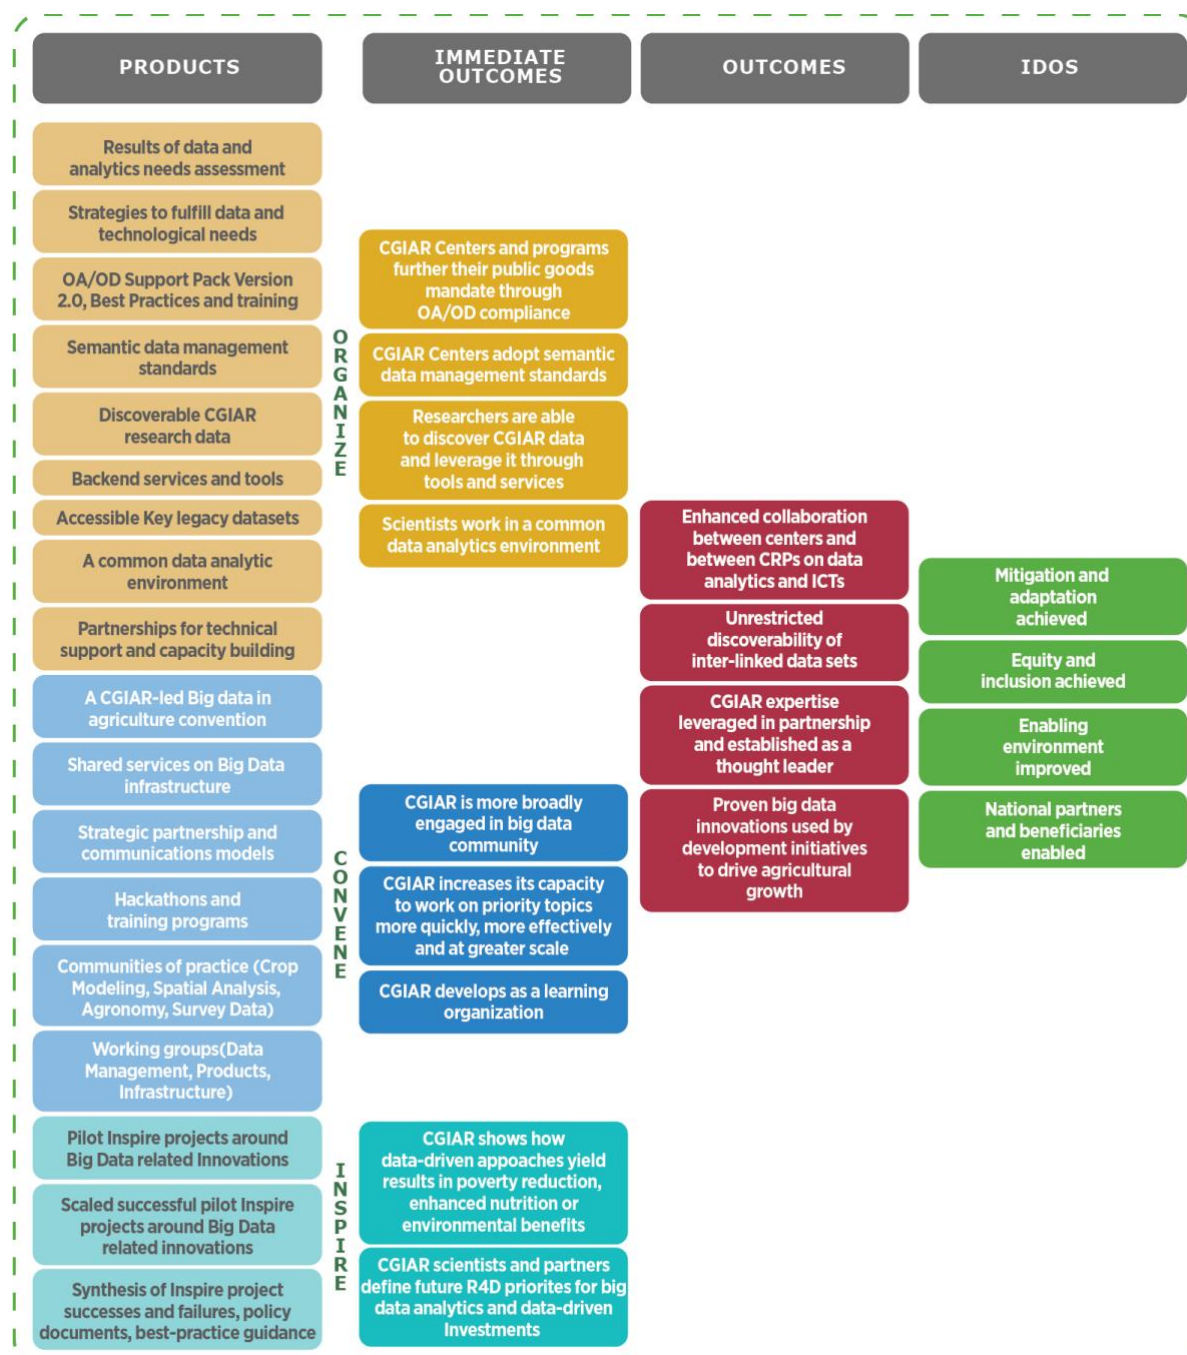 PRODUCTS
IMMEDIATE
OUTCOMES
OUTCOMES
IDOS
Results of data and
analytics needs assessment
Strategies to fulfill data and
technological needs
OA/OD Support Pack Version
2.0, Best Practices and training
Semantic data management
standards
Discoverable CGIAR
research data
Backend services and tools
Accessible Key legacy datasets
A common data analytic
environment
Partnerships for technical
support and capacity building
A CGIAR-led Big data in
agriculture convention
Shared services on Big Data
infrastructure
Strategic partnership and
communications models
Hackathons and
training programs
Communities of practice (Crop
Modeling, Spatial Analysis,
Agronomy, Survey Data)
Working groups(Data
Management, Products,
Infrastructure)
Pilot Inspire projects around
Big Data related Innovations
Scaled successful pilot Inspire
projects around Big Data
related innovations
Synthesis of Inspire project
successes and failures, policy
documents, best-practice guidance
ORGANIZE
CONVENE
INSPIRE
CGIAR Centers and programs
further their public goods
mandate through
OA/OD compliance
CGIAR Centers adopt semantic
data management standards
Researchers are able
to discover CGIAR data
and leverage it through
tools and services
Scientists work in a common
data analytics environment
CGIAR is more broadly
engaged in big data
community
CGIAR increases its capacity
to work on priority topics
more quickly, more effectively
and at greater scale
CGIAR develops as a learning
organization
CGIAR shows how
data-driven appoaches yield
results in poverty reduction,
enhanced nutrition or
environmental benefits
CGIAR scientists and partners
define future R4D priorites for big
data analytics and data-driven
Investments
Enhanced collaboration
between centers and
between CRPs on data
analytics and ICTs
Unrestricted
discoverability of
inter-linked data sets
CGIAR expertise
leveraged in partnership
and established as a
thought leader
Proven big data
innovations used by
development initiatives
to drive agricultural
growth
Mitigation and
adaptation
achieved
Equity and
inclusion achieved
Enabling
environment
improved
National partners
and beneficiaries
enabled